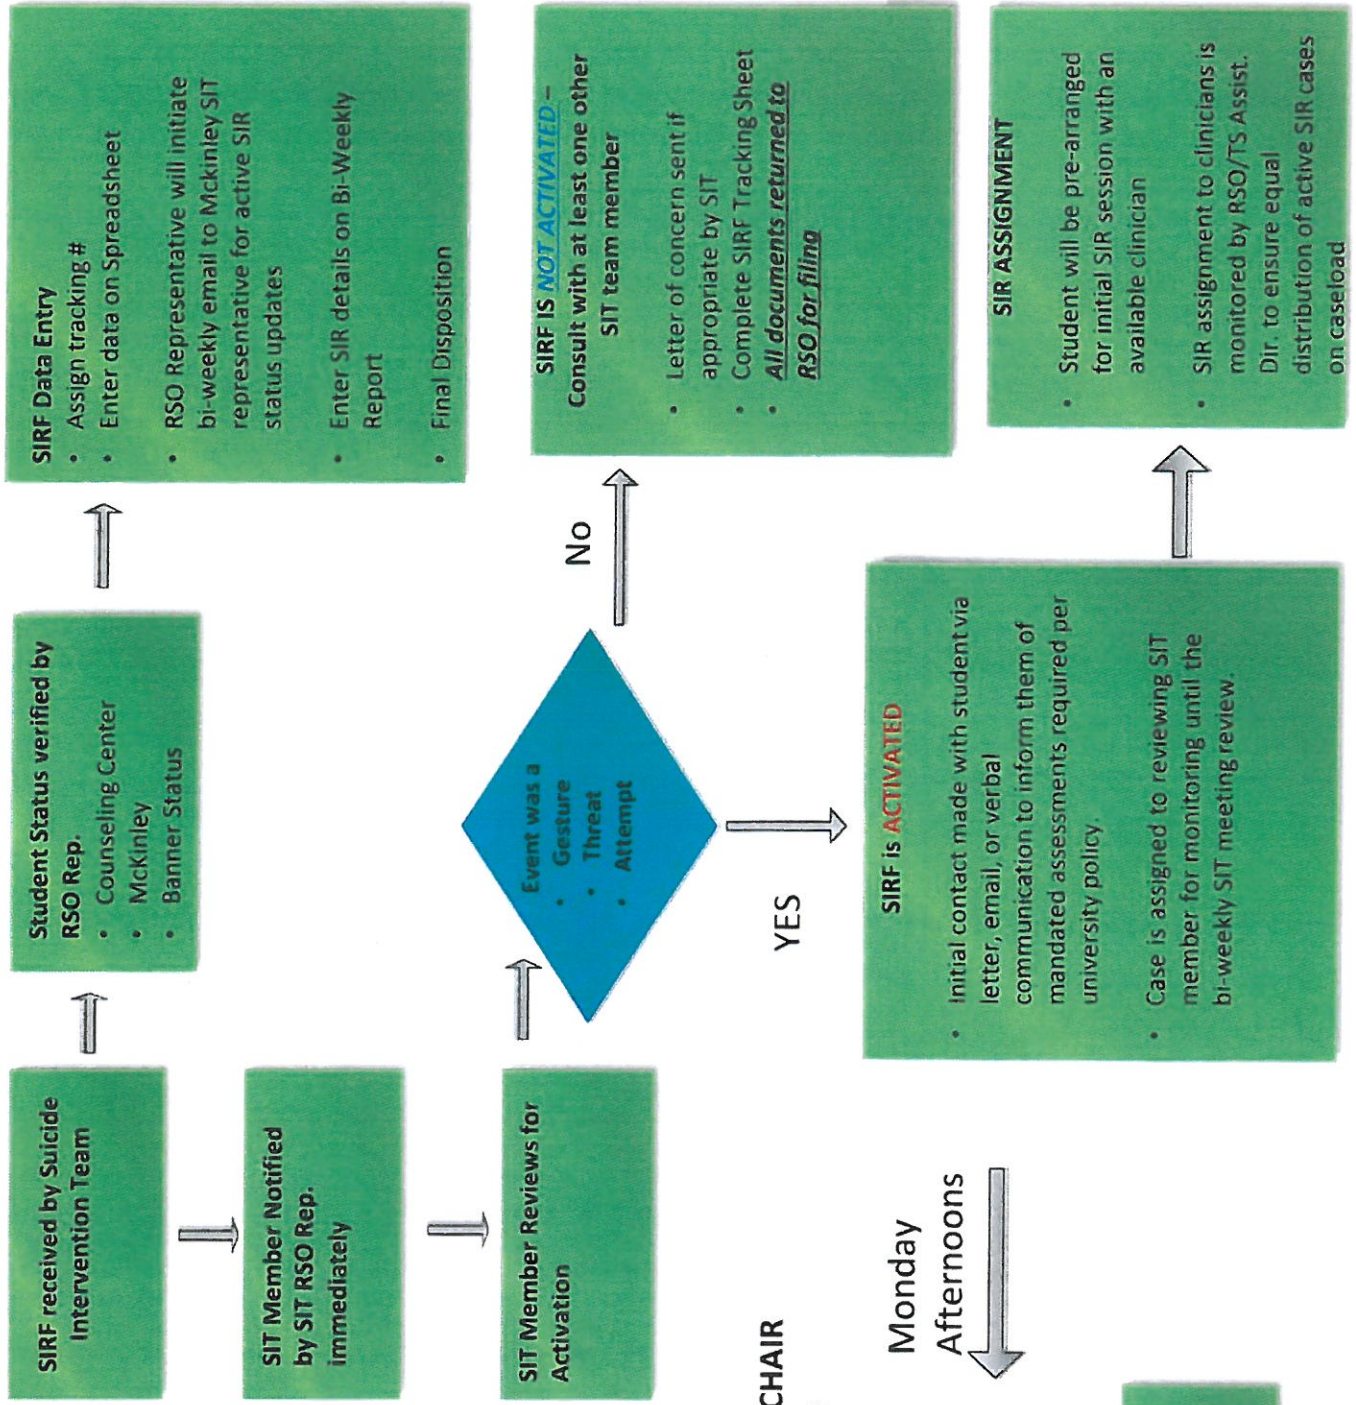 SIRF received by Suicide
Intervention Team
Student Status verified by
RSO Rep.
• Counseling Center
• McKinley
• Banner Status
SIRF Data Entry
• Assign tracking #
• Enter data on Spreadsheet
• RSO Representative will initiate
bi-weekly email to Mckinley SIT
representative for active SIR
status updates
• Enter SIR details on Bi-Weekly
Report
• Final Disposition
SIT Member Notified
by SIT RSO Rep.
immediately
SIT Member Reviews for
Activation
Event was a
• Gesture
• Threat
• Attempt
No
SIRF IS NOT ACTIVATED –
Consult with at least one other
SIT team member
• Letter of concern sent if
appropriate by SIT
• Complete SIRF Tracking Sheet
• All documents returned to
RSO for filing
YES
CHAIR
Monday
Afternoons
SIRF is ACTIVATED
• Initial contact made with student via
letter, email, or verbal
communication to inform them of
mandated assessments required per
university policy.
• Case is assigned to reviewing SIT
member for monitoring until the
bi-weekly SIT meeting review.
SIR ASSIGNMENT
• Student will be pre-arranged
for initial SIR session with an
available clinician
• SIR assignment to clinicians is
monitored by RSO/TS Assist.
Dir. to ensure equal
distribution of active SIR cases
on caseload